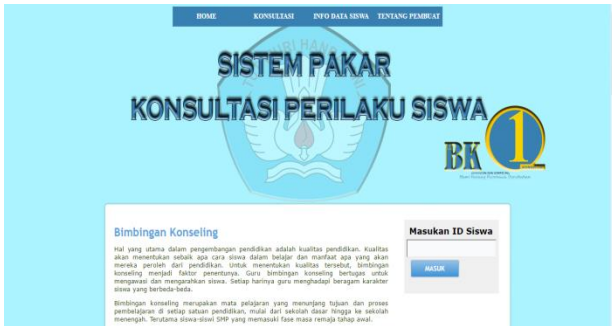 HOME KONSULTASI INFO DATA SISWA TENTANG PEMBUAT
SISTEM PAKAR
KONSULTASI PERILAKU SISWA
BK 1
Bimbingan Konseling
Hal yang utama dalam pengembangan pendidikan adalah kualitas pendidikan. Kualitas
akan menentukan sebaik apa cara siswa dalam belajar dan manfaat apa yang akan
mereka peroleh dari pendidikan. Untuk menentukan kualitas tersebut, bimbingan
konseling menjadi faktor penentunya. Guru bimbingan konseling bertugas untuk
mengawasi dan mengarahkan siswa. Setiap harinya guru menghadapi beragam karakter
siswa yang berbeda-beda.
Bimbingan konseling merupakan mata pelajaran yang menunjang tujuan dan proses
pembelajaran di setiap satuan pendidikan, mulai dari sekolah dasar hingga ke sekolah
menengah. Terutama siswa-siswi SMP yang memasuki fase masa remaja tahap awal.
Masukan ID Siswa
MASUK